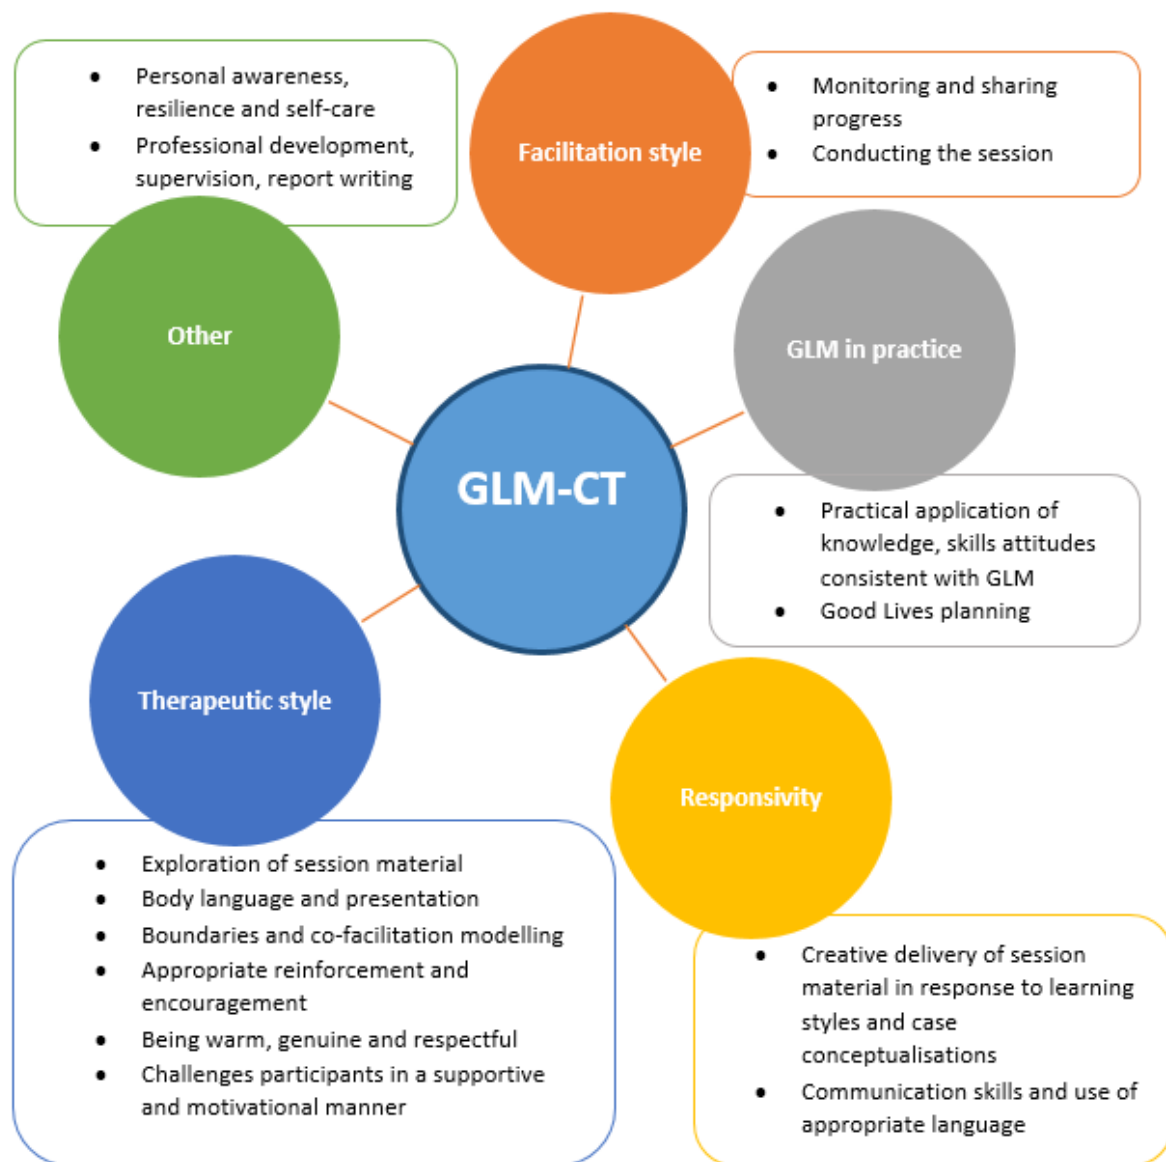 • Personal awareness,
resilience and self-care
• Professional development,
supervision, report writing
Other
Facilitation style
• Monitoring and sharing
progress
• Conducting the session
GLM in practice
• Practical application of
knowledge, skills attitudes
consistent with GLM
• Good Lives planning
GLM-CT
Therapeutic style
• Exploration of session material
• Body language and presentation
• Boundaries and co-facilitation modelling
• Appropriate reinforcement and
encouragement
• Being warm, genuine and respectful
• Challenges participants in a supportive
and motivational manner
Responsivity
• Creative delivery of session
material in response to learning
styles and case
conceptualisations
• Communication skills and use of
appropriate language